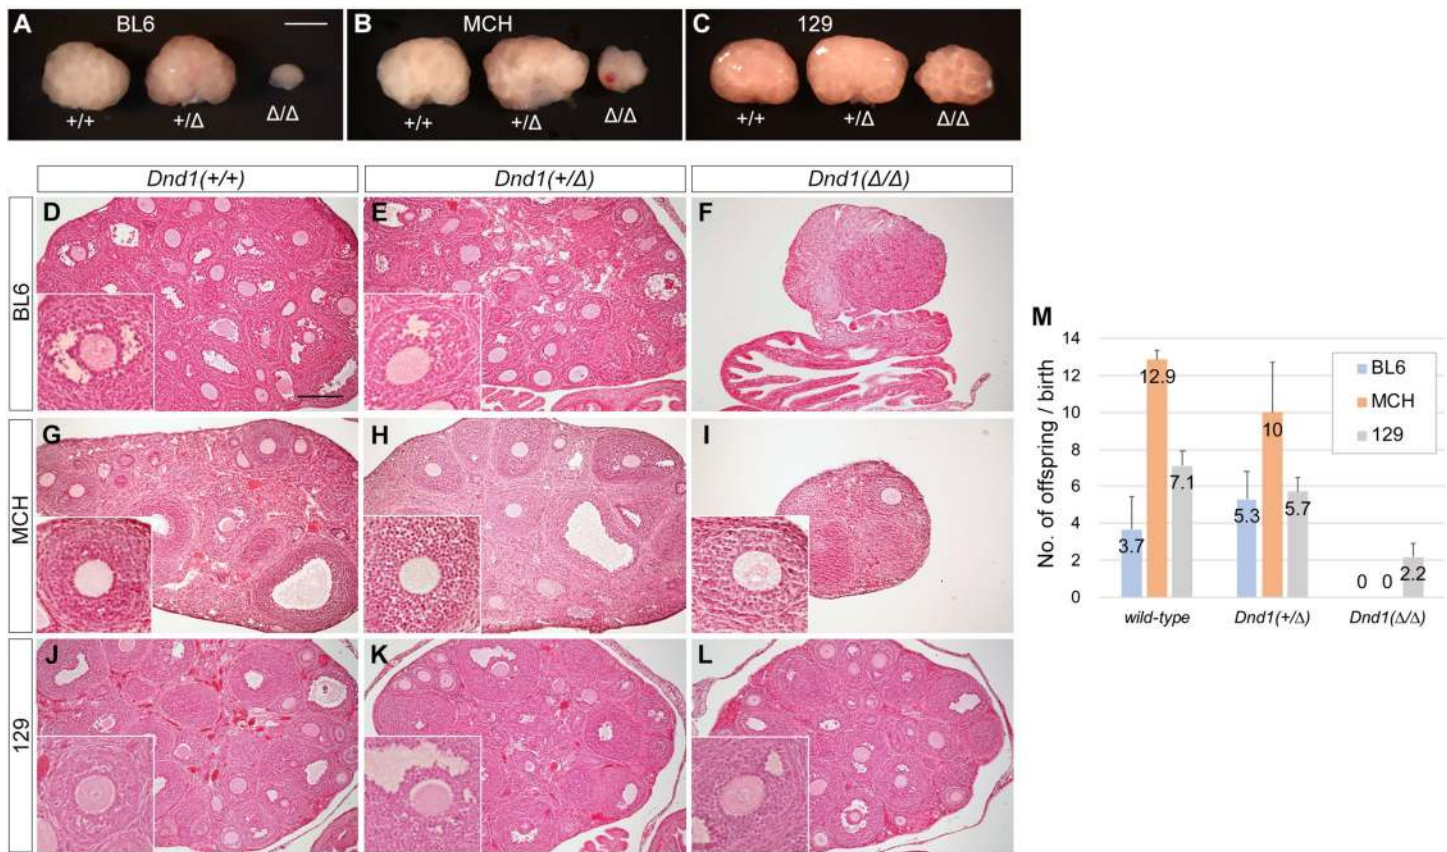 A BL6 B MCH C 129
+/+ +/Δ Δ/Δ +/+ +/Δ Δ/Δ +/+ +/Δ Δ/Δ
Dnd1(+/+) Dnd1(+/Δ) Dnd1(Δ/Δ)
BL6
D E F
MCH
G H I
129
J K L
M
No. of offspring / birth
14
12
10
8
6
4
2
0
BL6
MCH
129
3.7 12.9 7.1 5.3 10 5.7 0 0 2.2
wild-type Dnd1(+/Δ) Dnd1(Δ/Δ)